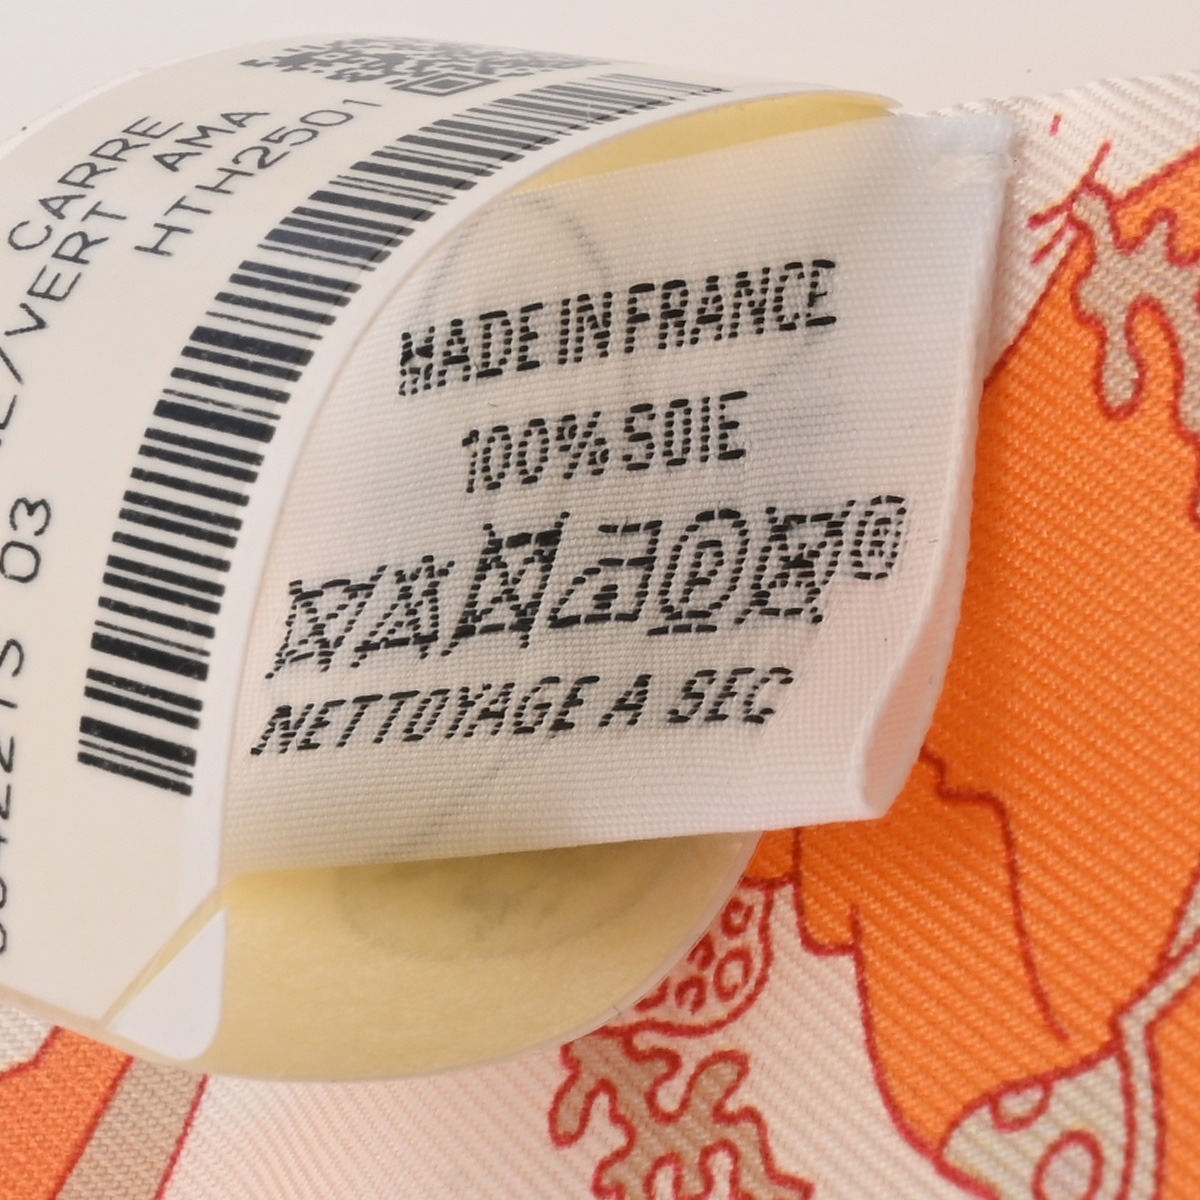 CARRE
AMA
HTH2501
/VERT
03
MADE IN FRANCE
100% SOIE
NETTOYAGE A SEC